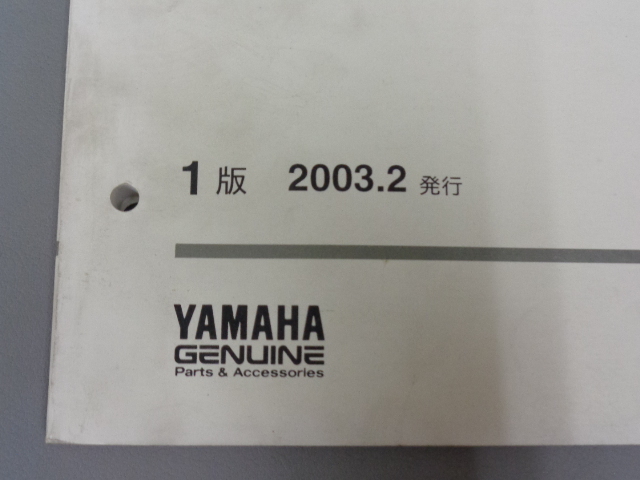 1版 2003.2 発行
YAMAHA
GENUINE
Parts & Accessories